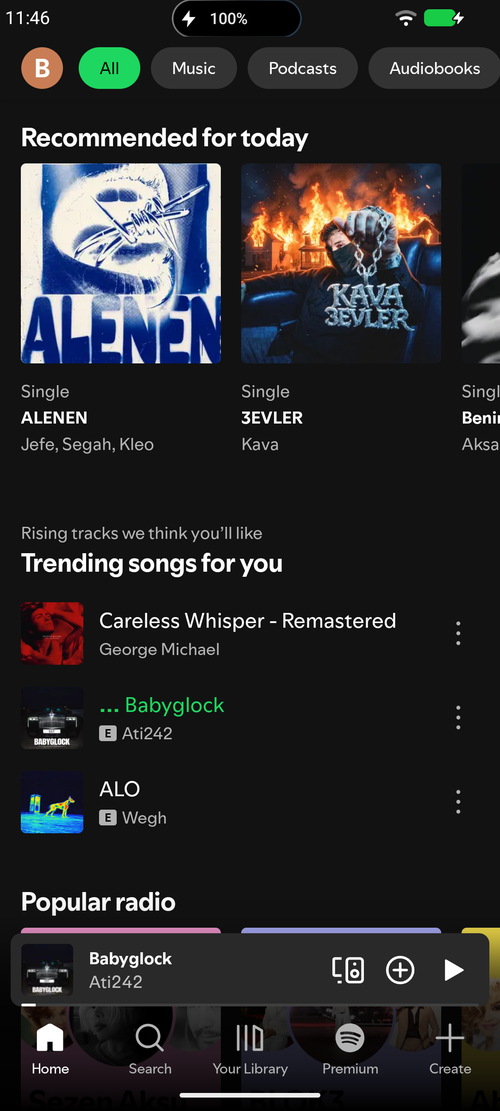 11:46
100%
B
All
Music
Podcasts
Audiobooks
Recommended for today
ALENEN
KAVA
3EVLER
Single
ALENEN
Jefe, Segah, Kleo
Single
3EVLER
Kava
Rising tracks we think you'll like
Trending songs for you
Careless Whisper - Remastered
George Michael
BABYGLOCK
... Babyglock
E Ati242
ALO
E Wegh
Popular radio
BABYGLOCK
Babyglock
Ati242
Home
Search
Your Library
Premium
Create